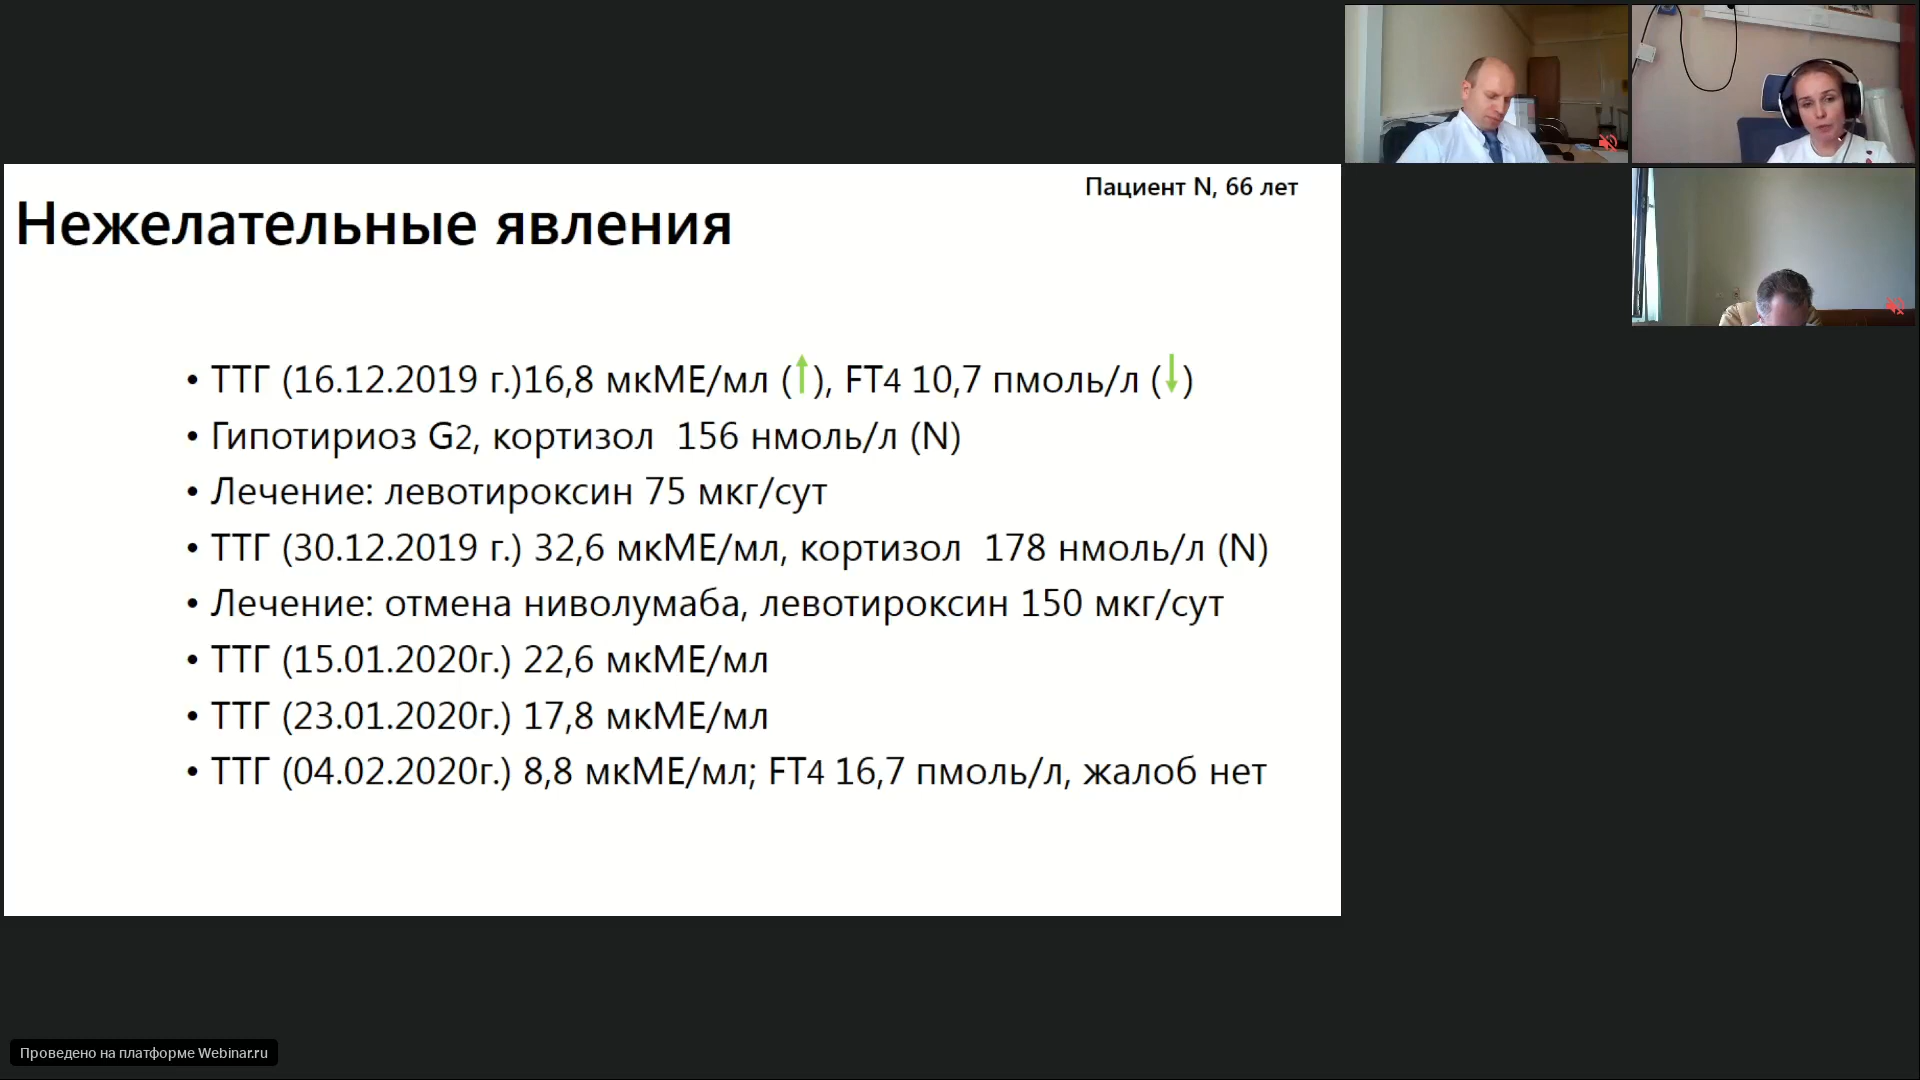 Пациент N, 66 лет
Нежелательные явления
• ТТГ (16.12.2019 г.)16,8 мкМЕ/мл (↑), FT4 10,7 пмоль/л (↓)
• Гипотириоз G2, кортизол 156 нмоль/л (N)
• Лечение: левотироксин 75 мкг/сут
• ТТГ (30.12.2019 г.) 32,6 мкМЕ/мл, кортизол 178 нмоль/л (N)
• Лечение: отмена ниволумаба, левотироксин 150 мкг/сут
• ТТГ (15.01.2020г.) 22,6 мкМЕ/мл
• ТТГ (23.01.2020г.) 17,8 мкМЕ/мл
• ТТГ (04.02.2020г.) 8,8 мкМЕ/мл; FT4 16,7 пмоль/л, жалоб нет
Проведено на платформе Webinar.ru